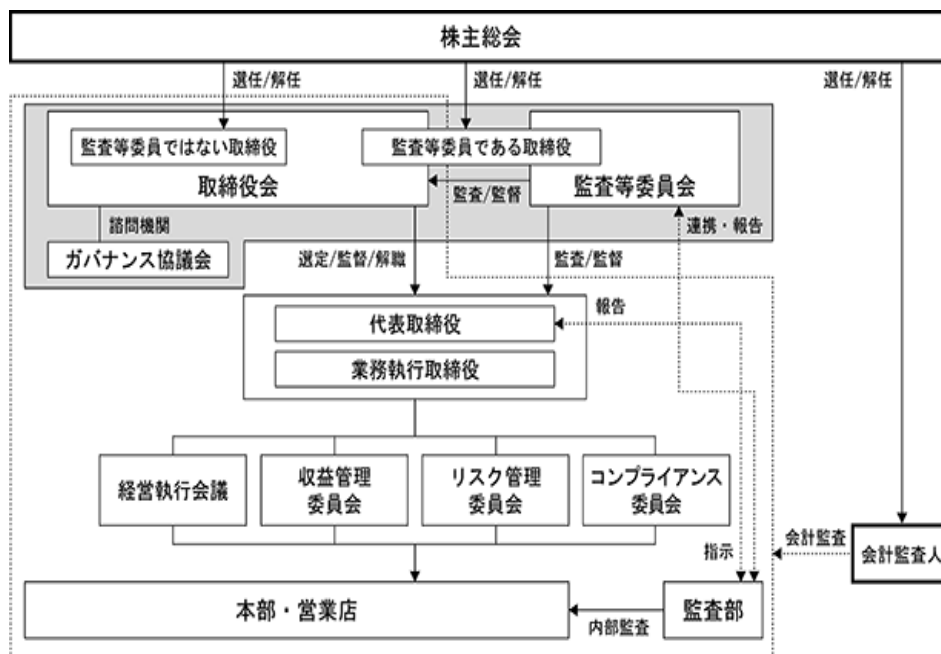 株主総会
選任/解任
選任/解任
選任/解任
監査等委員ではない取締役
監査等委員である取締役
取締役会
監査/監督
監査等委員会
諮問機関
連携・報告
ガバナンス協議会
選定/監督/解職
監査/監督
報告
代表取締役
業務執行取締役
経営執行会議
収益管理
委員会
リスク管理
委員会
コンプライアンス
委員会
指示
会計監査
会計監査人
本部・営業店
内部監査
監査部